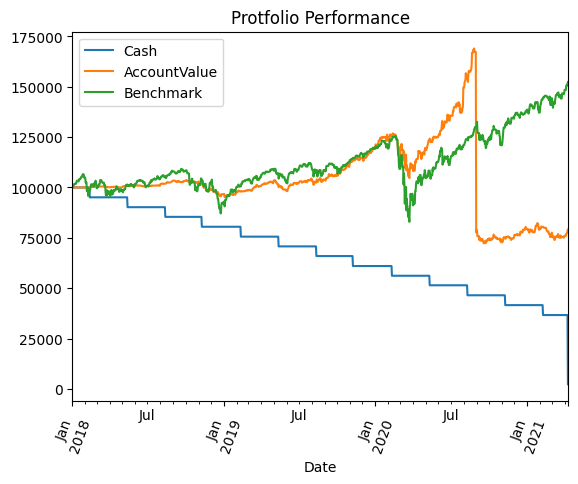 Protfolio Performance
Cash
AccountValue
Benchmark
175000
150000
125000
100000
75000
50000
25000
0
Jan
2018
Jul
Jan
2019
Jul
Jan
2020
Jul
Jan
2021
Date